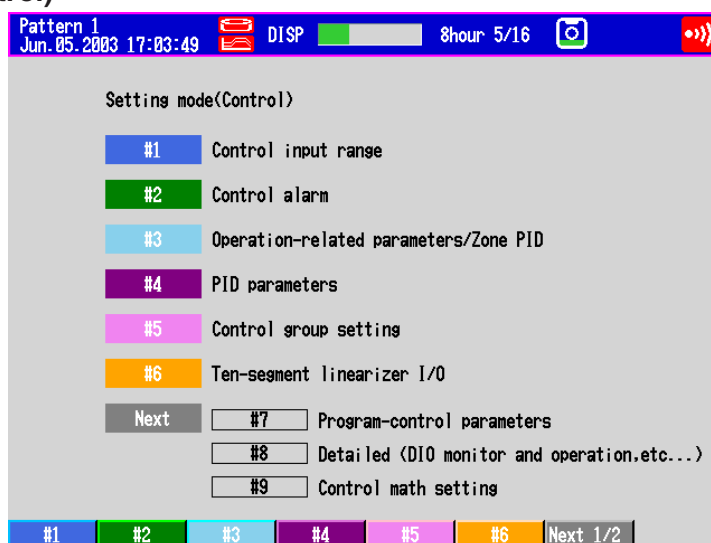 rol)
Pattern 1
Jun.05.2003 17:03:49 DISP 8hour 5/16
Setting mode(Control)
#1 Control input range
#2 Control alarm
#3 Operation-related parameters/Zone PID
#4 PID parameters
#5 Control group setting
#6 Ten-segment linearizer I/O
Next #7 Program-control parameters
#8 Detailed (DIO monitor and operation,etc...)
#9 Control math setting
#1 #2 #3 #4 #5 #6 Next 1/2